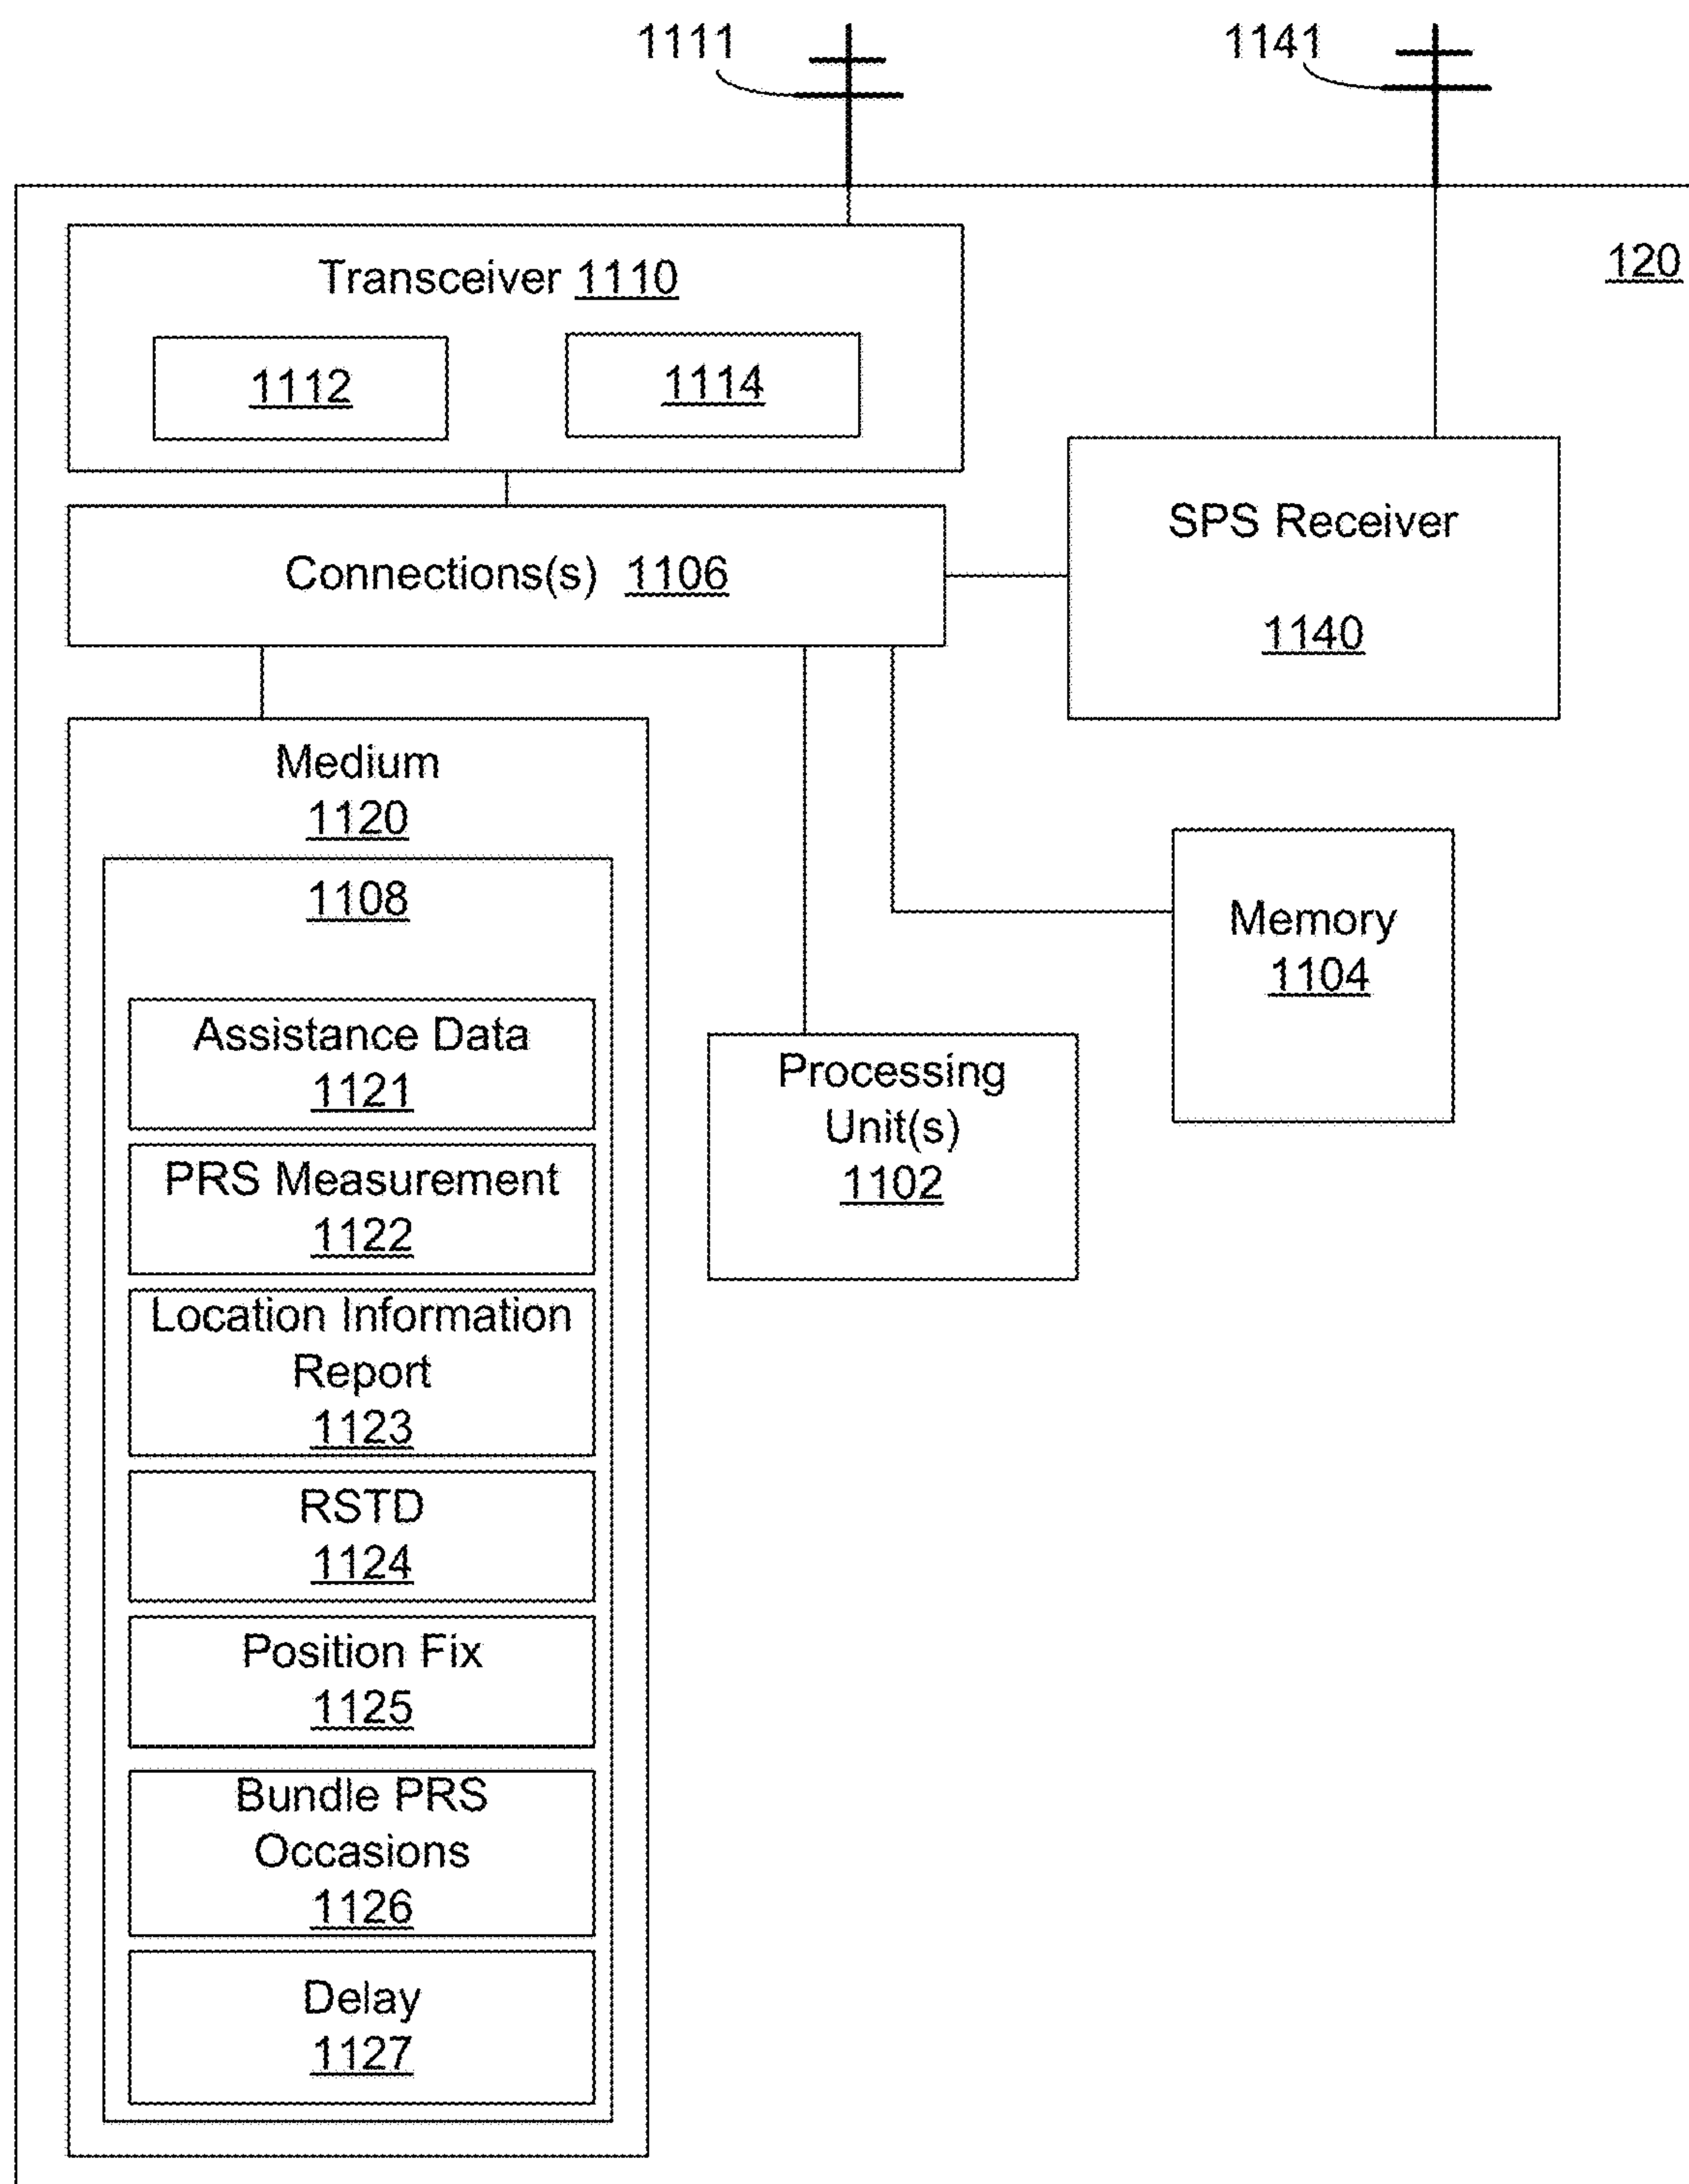 1111
1141
120
Transceiver 1110
1112
1114
Connections(s) 1106
SPS Receiver
1140
Medium
1120
1108
Assistance Data
1121
PRS Measurement
1122
Location Information
Report
1123
RSTD
1124
Position Fix
1125
Bundle PRS
Occasions
1126
Delay
1127
Processing
Unit(s)
1102
Memory
1104